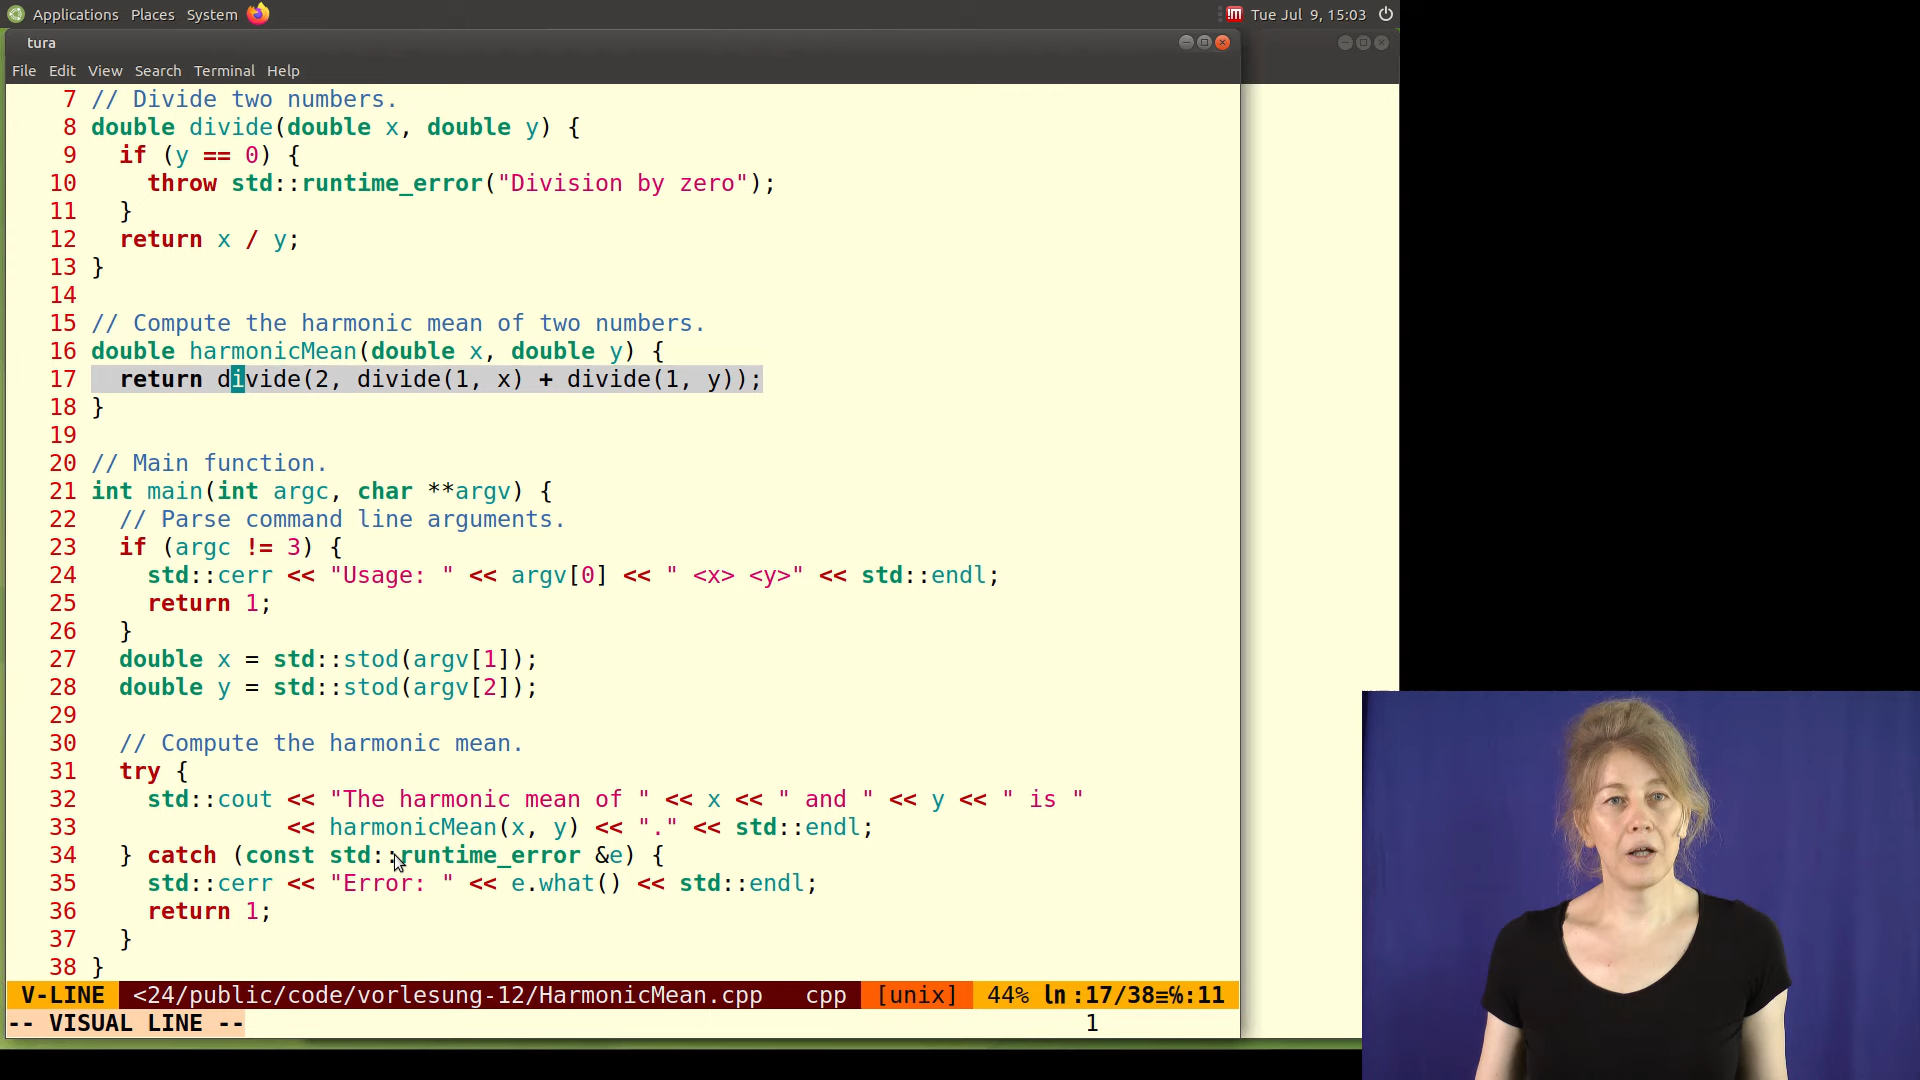 Applications Places System Tue Jul 9, 15:03
tura
File Edit View Search Terminal Help
7 // Divide two numbers.
8 double divide(double x, double y) {
9   if (y == 0) {
10     throw std::runtime_error("Division by zero");
11   }
12   return x / y;
13 }
14
15 // Compute the harmonic mean of two numbers.
16 double harmonicMean(double x, double y) {
17   return divide(2, divide(1, x) + divide(1, y));
18 }
19
20 // Main function.
21 int main(int argc, char **argv) {
22   // Parse command line arguments.
23   if (argc != 3) {
24     std::cerr << "Usage: " << argv[0] << " <x> <y>" << std::endl;
25     return 1;
26   }
27   double x = std::stod(argv[1]);
28   double y = std::stod(argv[2]);
29
30   // Compute the harmonic mean.
31   try {
32     std::cout << "The harmonic mean of " << x << " and " << y << " is "
33               << harmonicMean(x, y) << "." << std::endl;
34   } catch (const std::runtime_error &e) {
35     std::cerr << "Error: " << e.what() << std::endl;
36     return 1;
37   }
38 }
V-LINE <24/public/code/vorlesung-12/HarmonicMean.cpp cpp [unix] 44% ln:17/38≡℅:11
-- VISUAL LINE -- 1